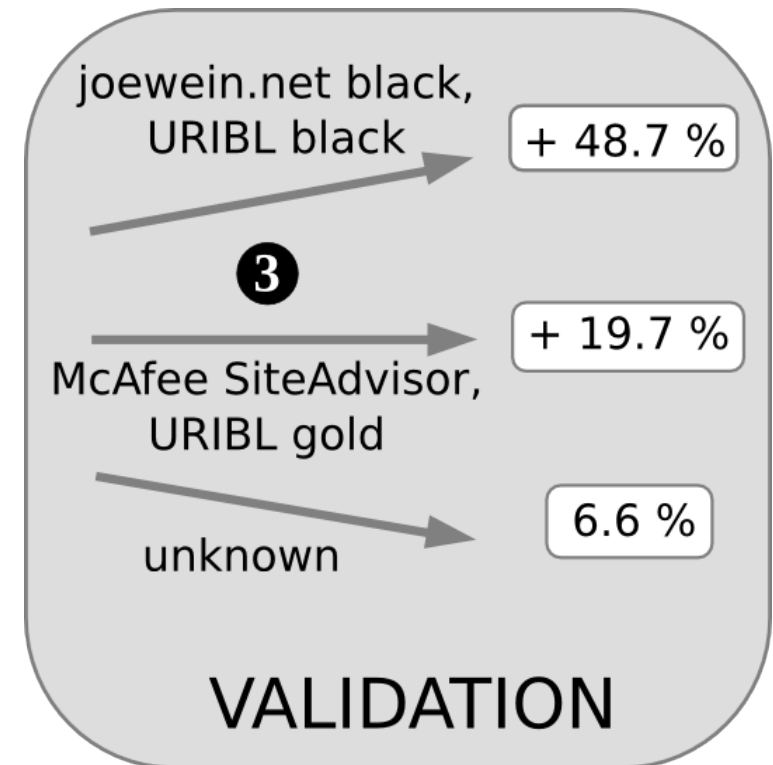 joewein.net black,
URIBL black
+ 48.7 %
3
+ 19.7 %
McAfee SiteAdvisor,
URIBL gold
6.6 %
unknown
VALIDATION